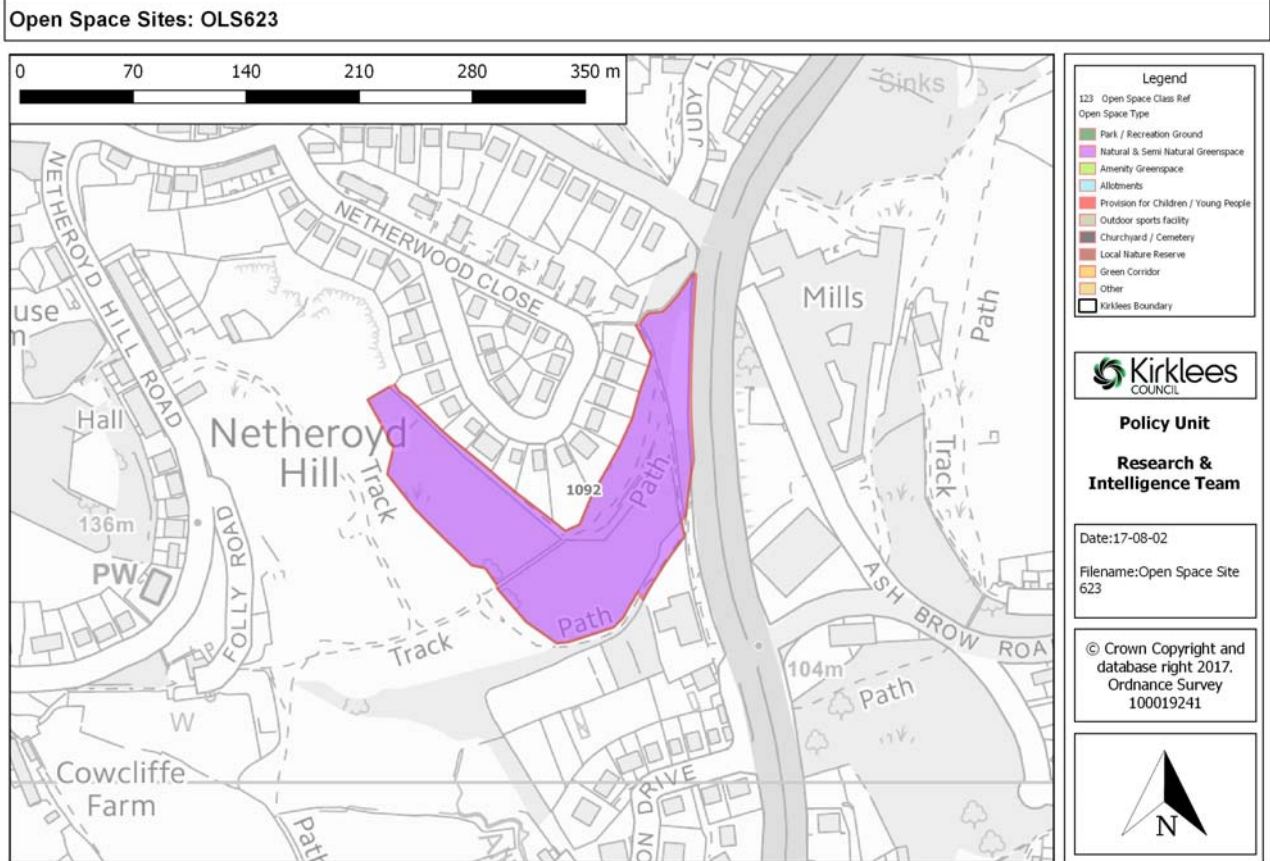 Open Space Sites: OLS623
0 70 140 210 280 350 m
Sinks
JUDY L
NETHEROYD HILL ROAD
NETHERWOOD CLOSE
Mills
Path
use
m
Hall
Netheroyd
Hill
Track
1092
Path
Track
136m
PW
FOLLY ROAD
Path
Track
ASH BROW ROA
104m
Path
W
Cowcliffe
Farm
ON DRIVE
Path
Legend
123 Open Space Class Ref
Open Space Type
Park / Recreation Ground
Natural & Semi Natural Greenspace
Amenity Greenspace
Allotments
Provision for Children / Young People
Outdoor sports facility
Churchyard / Cemetery
Local Nature Reserve
Green Corridor
Other
Kirklees Boundary
Kirklees
COUNCIL
Policy Unit
Research &
Intelligence Team
Date:17-08-02
Filename:Open Space Site
623
© Crown Copyright and
database right 2017.
Ordnance Survey
100019241
N